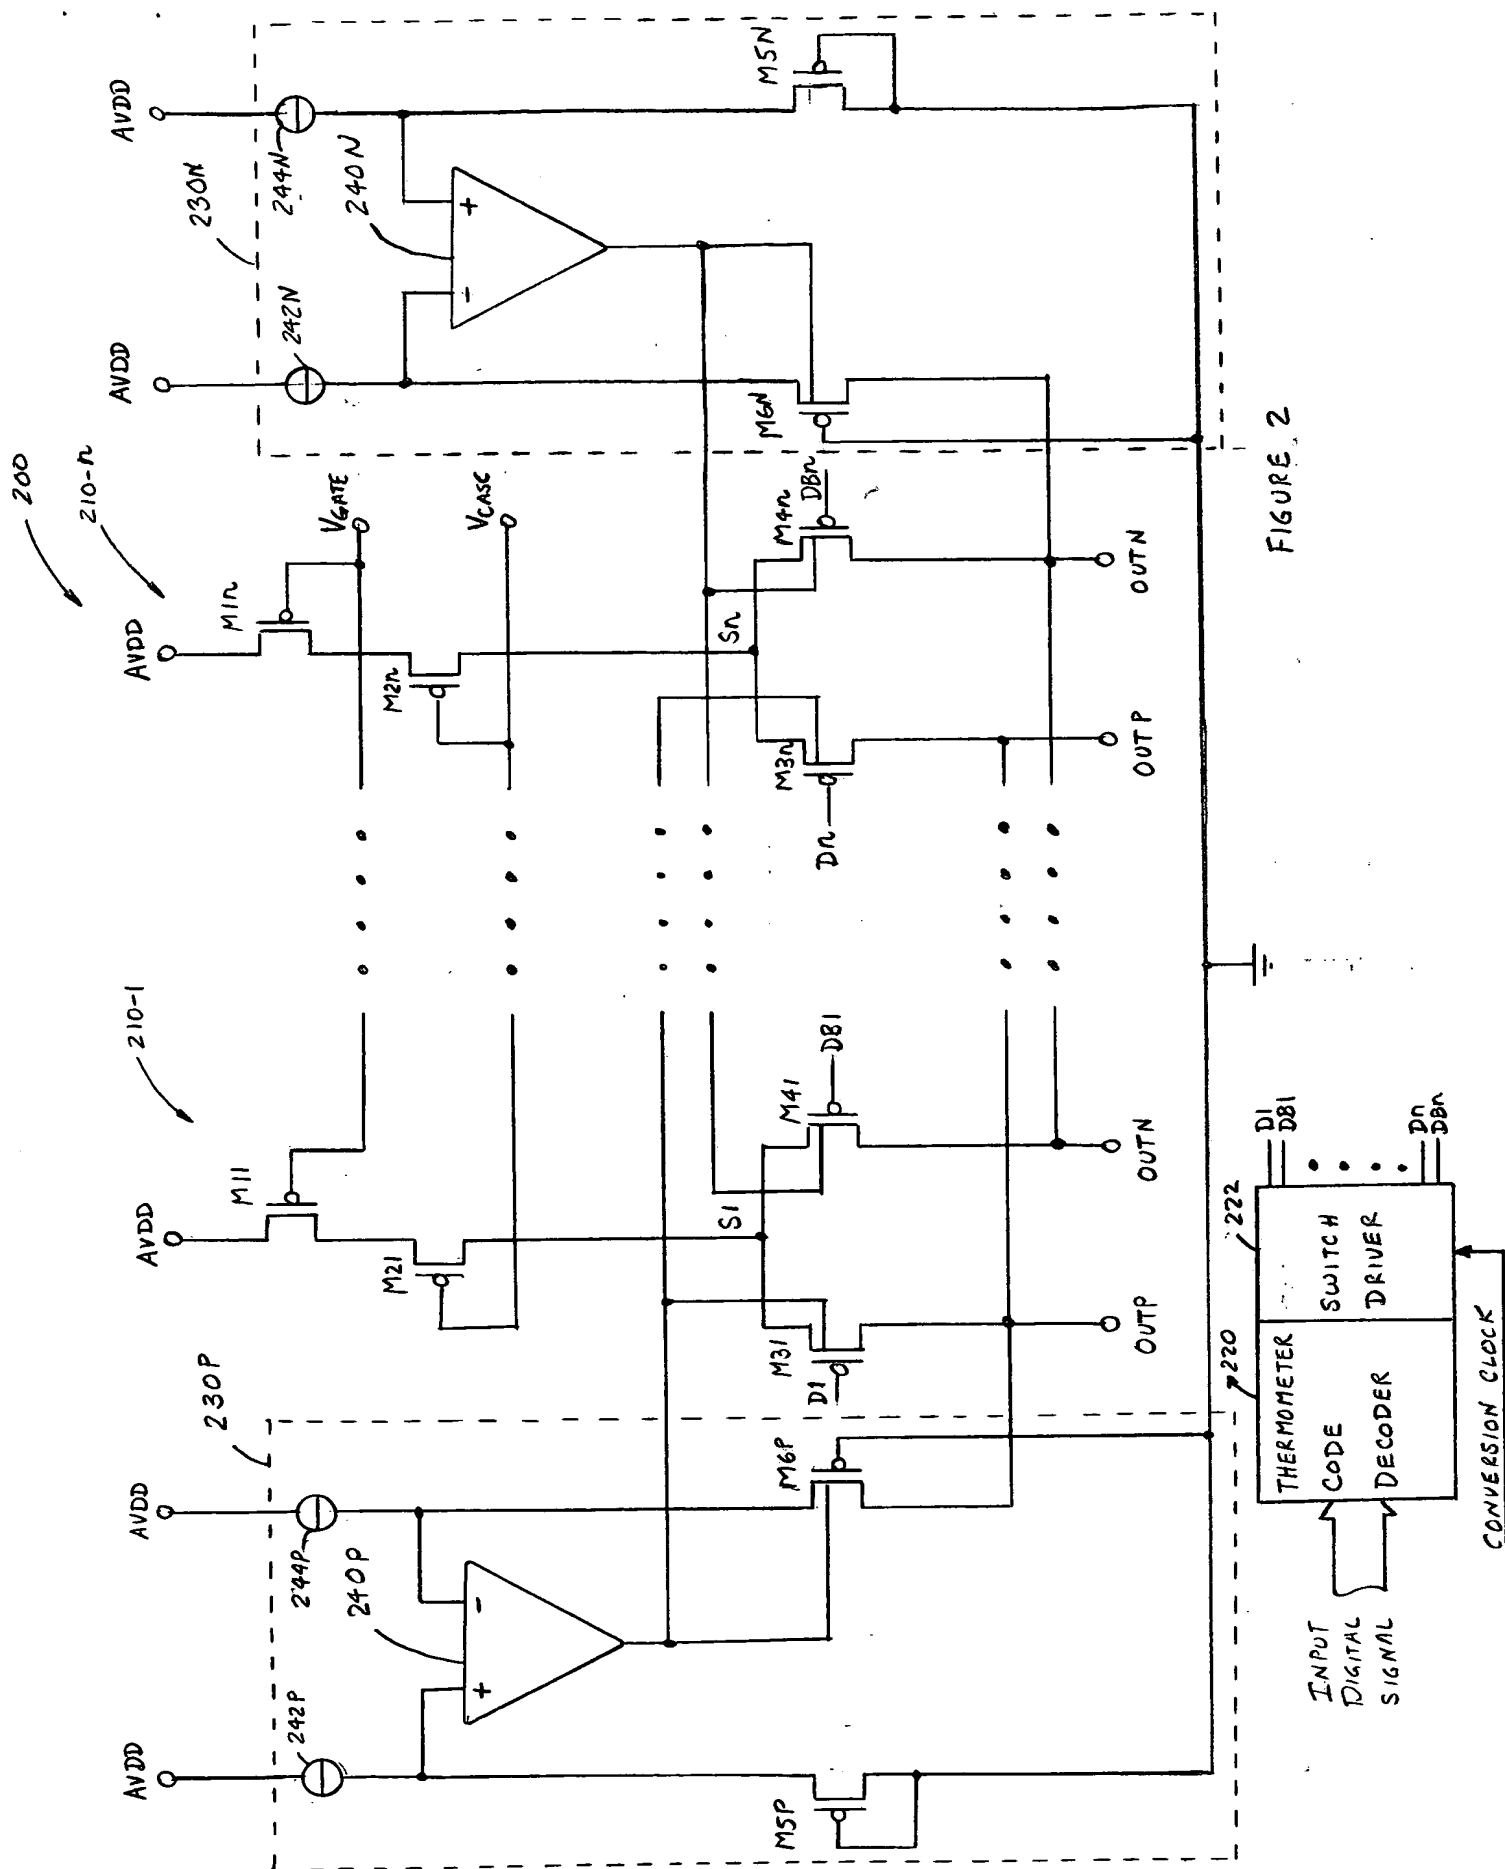 200
210-1
210-n
230P
230N
AVDD
AVDD
AVDD
AVDD
AVDD
AVDD
242P
244P
242N
244N
240P
240N
+
-
-
+
M11
M21
M1n
M2n
VGATE
VCASC
S1
Sn
M5P
M6P
M31
M41
M3n
M4n
M6N
M5N
D1
DB1
Dn
DBn
OUTP
OUTN
OUTP
OUTN
INPUT
DIGITAL
SIGNAL
220
THERMOMETER
CODE
DECODER
222
SWITCH
DRIVER
D1
DB1
Dn
DBn
CONVERSION CLOCK
FIGURE 2